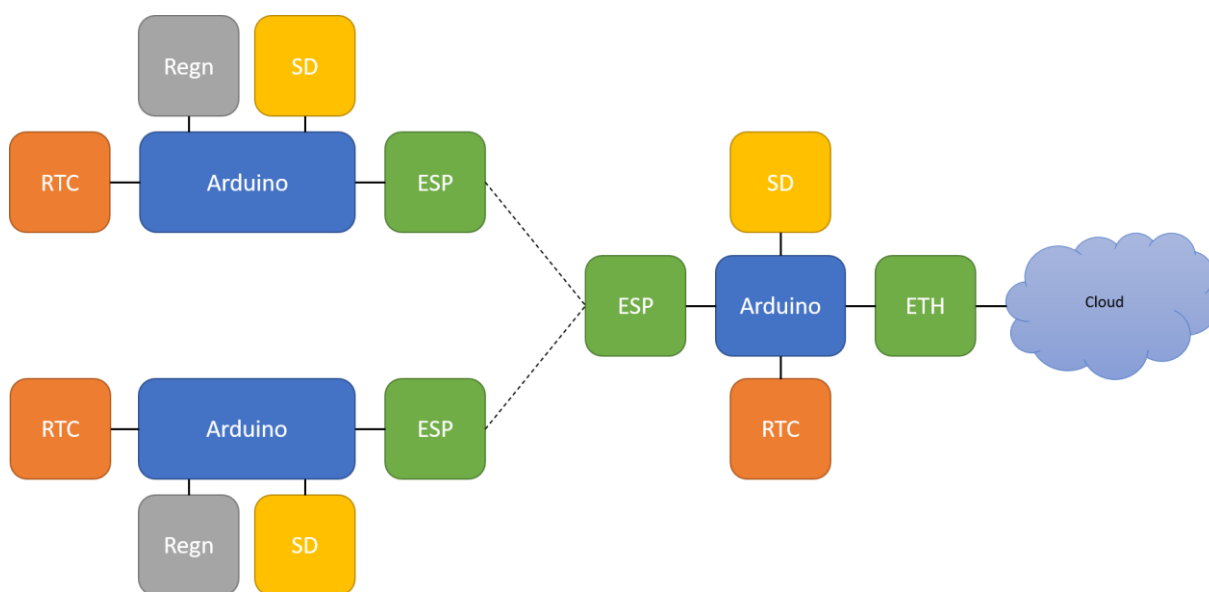 Regn
SD
RTC
Arduino
ESP
SD
ESP
Arduino
ETH
Cloud
RTC
RTC
Arduino
ESP
Regn
SD